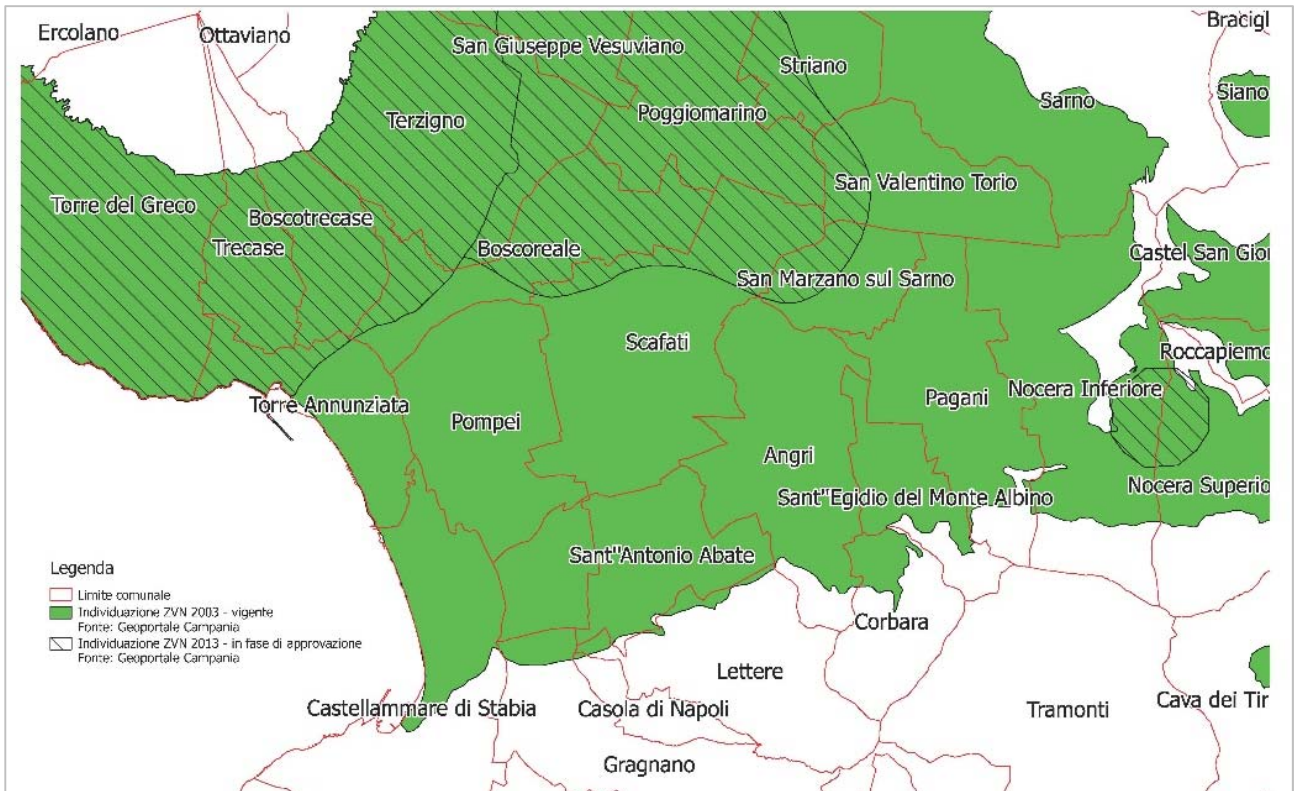 Ercolano
Ottaviano
San Giuseppe Vesuviano
Striano
Bracigl
Sarno
Siano
Terzigno
Poggiomarino
San Valentino Torio
Torre del Greco
Boscotrecase
Trecase
Boscoreale
San Marzano sul Sarno
Castel San Gior
Scafati
Roccapiemo
Nocera Inferiore
Pagani
Torre Annunziata
Pompei
Angri
Sant"Egidio del Monte Albino
Nocera Superio
Sant"Antonio Abate
Corbara
Lettere
Castellammare di Stabia
Casola di Napoli
Tramonti
Cava dei Tir
Gragnano
Legenda
Limite comunale
Individuazione ZVN 2003 - vigente
Fonte: Geoportale Campania
Individuazione ZVN 2013 - in fase di approvazione
Fonte: Geoportale Campania